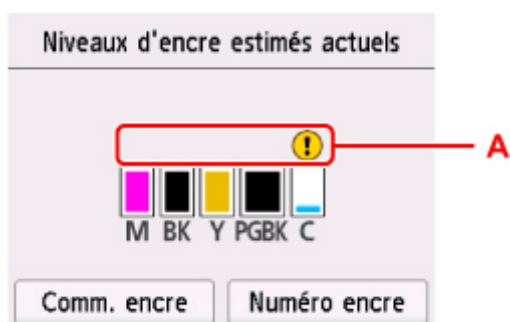 Niveaux d'encre estimés actuels
A
M BK Y PGBK C
Comm. encre Numéro encre